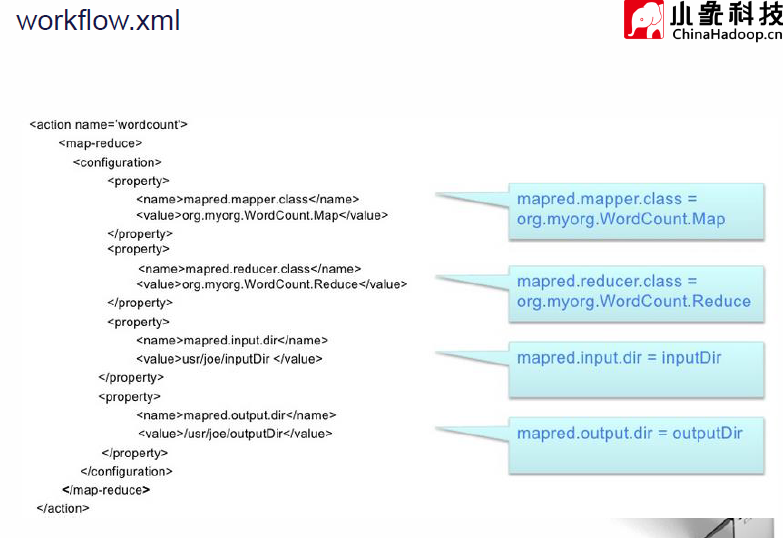 workflow.xml
小象科技
ChinaHadoop.cn
<action name='wordcount'>
<map-reduce>
<configuration>
<property>
<name>mapred.mapper.class</name>
<value>org.myorg.WordCount.Map</value>
</property>
<property>
<name>mapred.reducer.class</name>
<value>org.myorg.WordCount.Reduce</value>
</property>
<property>
<name>mapred.input.dir</name>
<value>usr/joe/inputDir </value>
</property>
<property>
<name>mapred.output.dir</name>
<value>/usr/joe/outputDir</value>
</property>
</configuration>
</map-reduce>
</action>
mapred.mapper.class =
org.myorg.WordCount.Map
mapred.reducer.class =
org.myorg.WordCount.Reduce
mapred.input.dir = inputDir
mapred.output.dir = outputDir